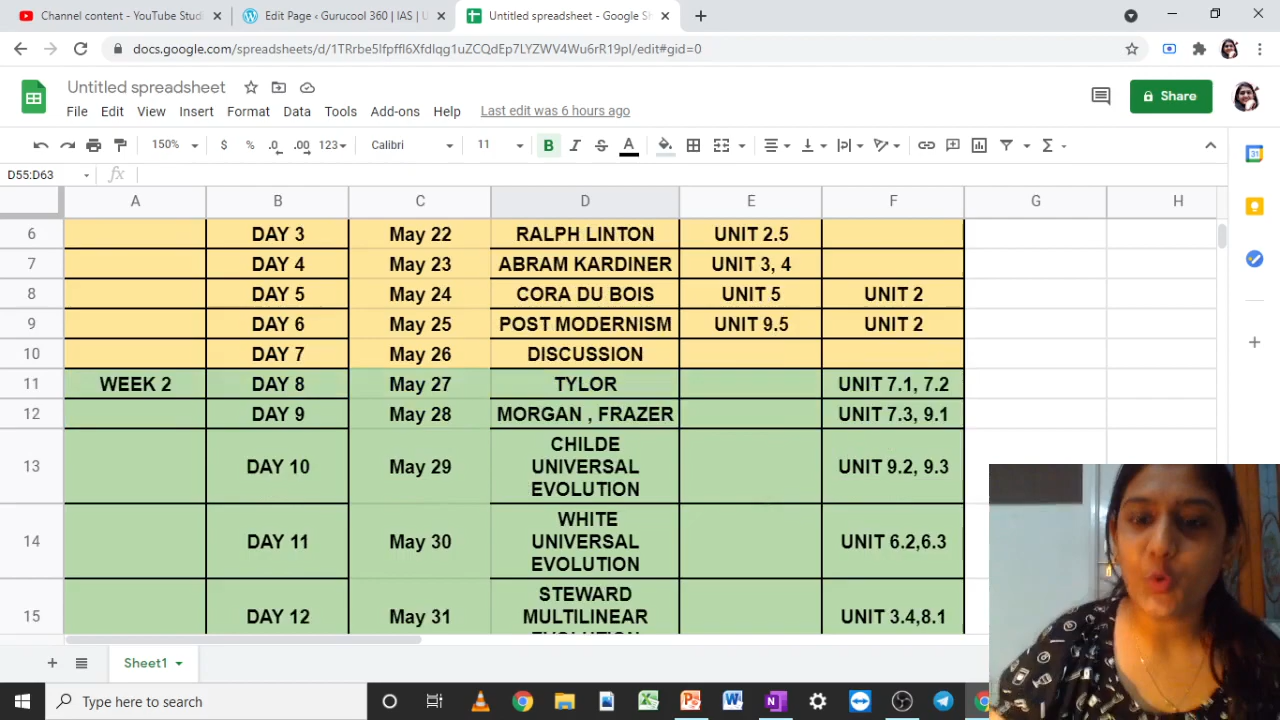 Channel content - YouTube Studi
Edit Page ‹ Gurucool 360 | IAS | U
Untitled spreadsheet - Google Sh
docs.google.com/spreadsheets/d/1TRrbe5lfpffl6Xfdlqg1uZCQdEp7LYZWV4Wu6rR19pI/edit#gid=0
Untitled spreadsheet
File Edit View Insert Format Data Tools Add-ons Help Last edit was 6 hours ago
Share
150% $ % .0 .00 123 Calibri 11 B I S A
D55:D63 fx
A B C D E F G H
6 DAY 3 May 22 RALPH LINTON UNIT 2.5
7 DAY 4 May 23 ABRAM KARDINER UNIT 3, 4
8 DAY 5 May 24 CORA DU BOIS UNIT 5 UNIT 2
9 DAY 6 May 25 POST MODERNISM UNIT 9.5 UNIT 2
10 DAY 7 May 26 DISCUSSION
11 WEEK 2 DAY 8 May 27 TYLOR UNIT 7.1, 7.2
12 DAY 9 May 28 MORGAN , FRAZER UNIT 7.3, 9.1
CHILDE
13 DAY 10 May 29 UNIVERSAL UNIT 9.2, 9.3
EVOLUTION
WHITE
14 DAY 11 May 30 UNIVERSAL UNIT 6.2,6.3
EVOLUTION
STEWARD
15 DAY 12 May 31 MULTILINEAR UNIT 3.4,8.1
Sheet1
Type here to search